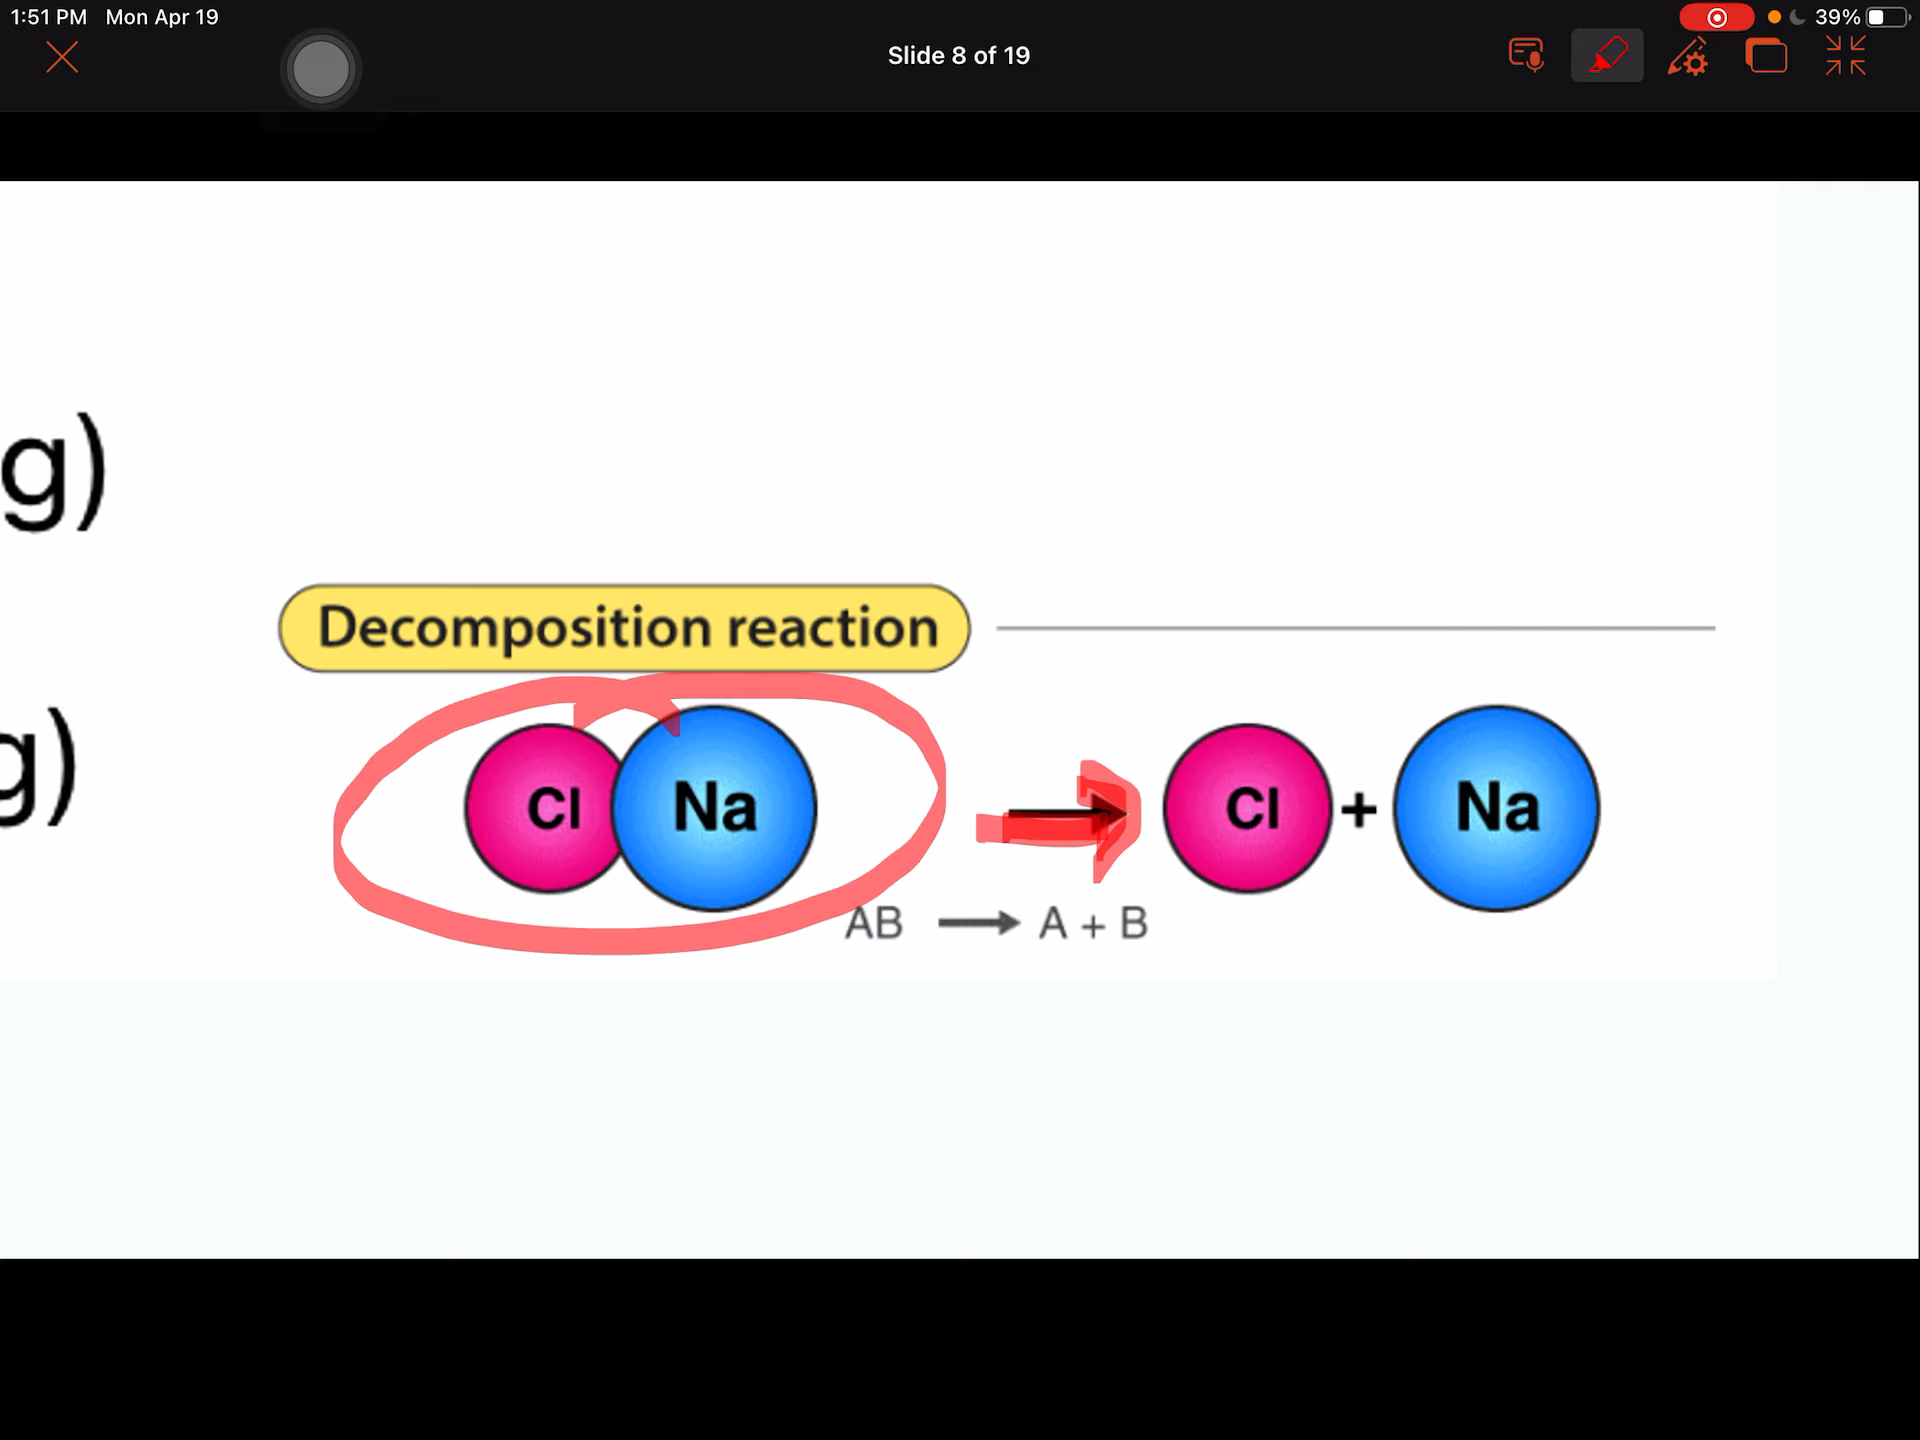 1:51 PM Mon Apr 19
39%
Slide 8 of 19
g)
Decomposition reaction
g)
Cl Na Cl + Na
AB → A + B